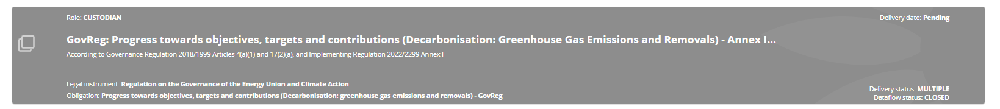 Role: CUSTODIAN
Delivery date: Pending
GovReg: Progress towards objectives, targets and contributions (Decarbonisation: Greenhouse Gas Emissions and Removals) - Annex I...
According to Governance Regulation 2018/1999 Articles 4(a)(1) and 17(2)(a), and Implementing Regulation 2022/2299 Annex I
Legal instrument: Regulation on the Governance of the Energy Union and Climate Action
Obligation: Progress towards objectives, targets and contributions (Decarbonisation: greenhouse gas emissions and removals) - GovReg
Delivery status: MULTIPLE
Dataflow status: CLOSED